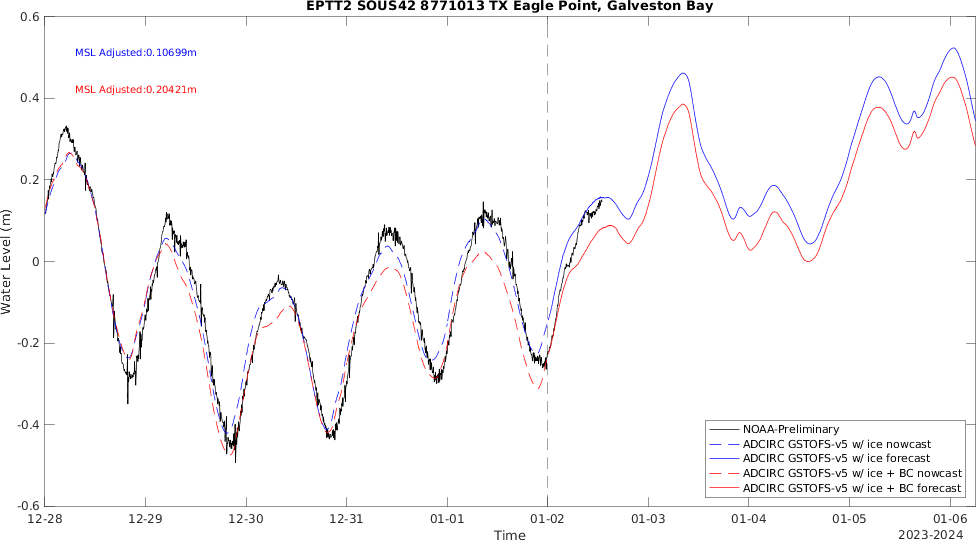 EPTT2 SOUS42 8771013 TX Eagle Point, Galveston Bay
0.6
MSL Adjusted:0.10699m
0.4
MSL Adjusted:0.20421m
0.2
Water Level (m)
0
-0.2
-0.4
NOAA-Preliminary
ADCIRC GSTOFS-v5 w/ ice nowcast
ADCIRC GSTOFS-v5 w/ ice forecast
ADCIRC GSTOFS-v5 w/ ice + BC nowcast
ADCIRC GSTOFS-v5 w/ ice + BC forecast
-0.6
12-28 12-29 12-30 12-31 01-01 01-02 01-03 01-04 01-05 01-06
Time
2023-2024